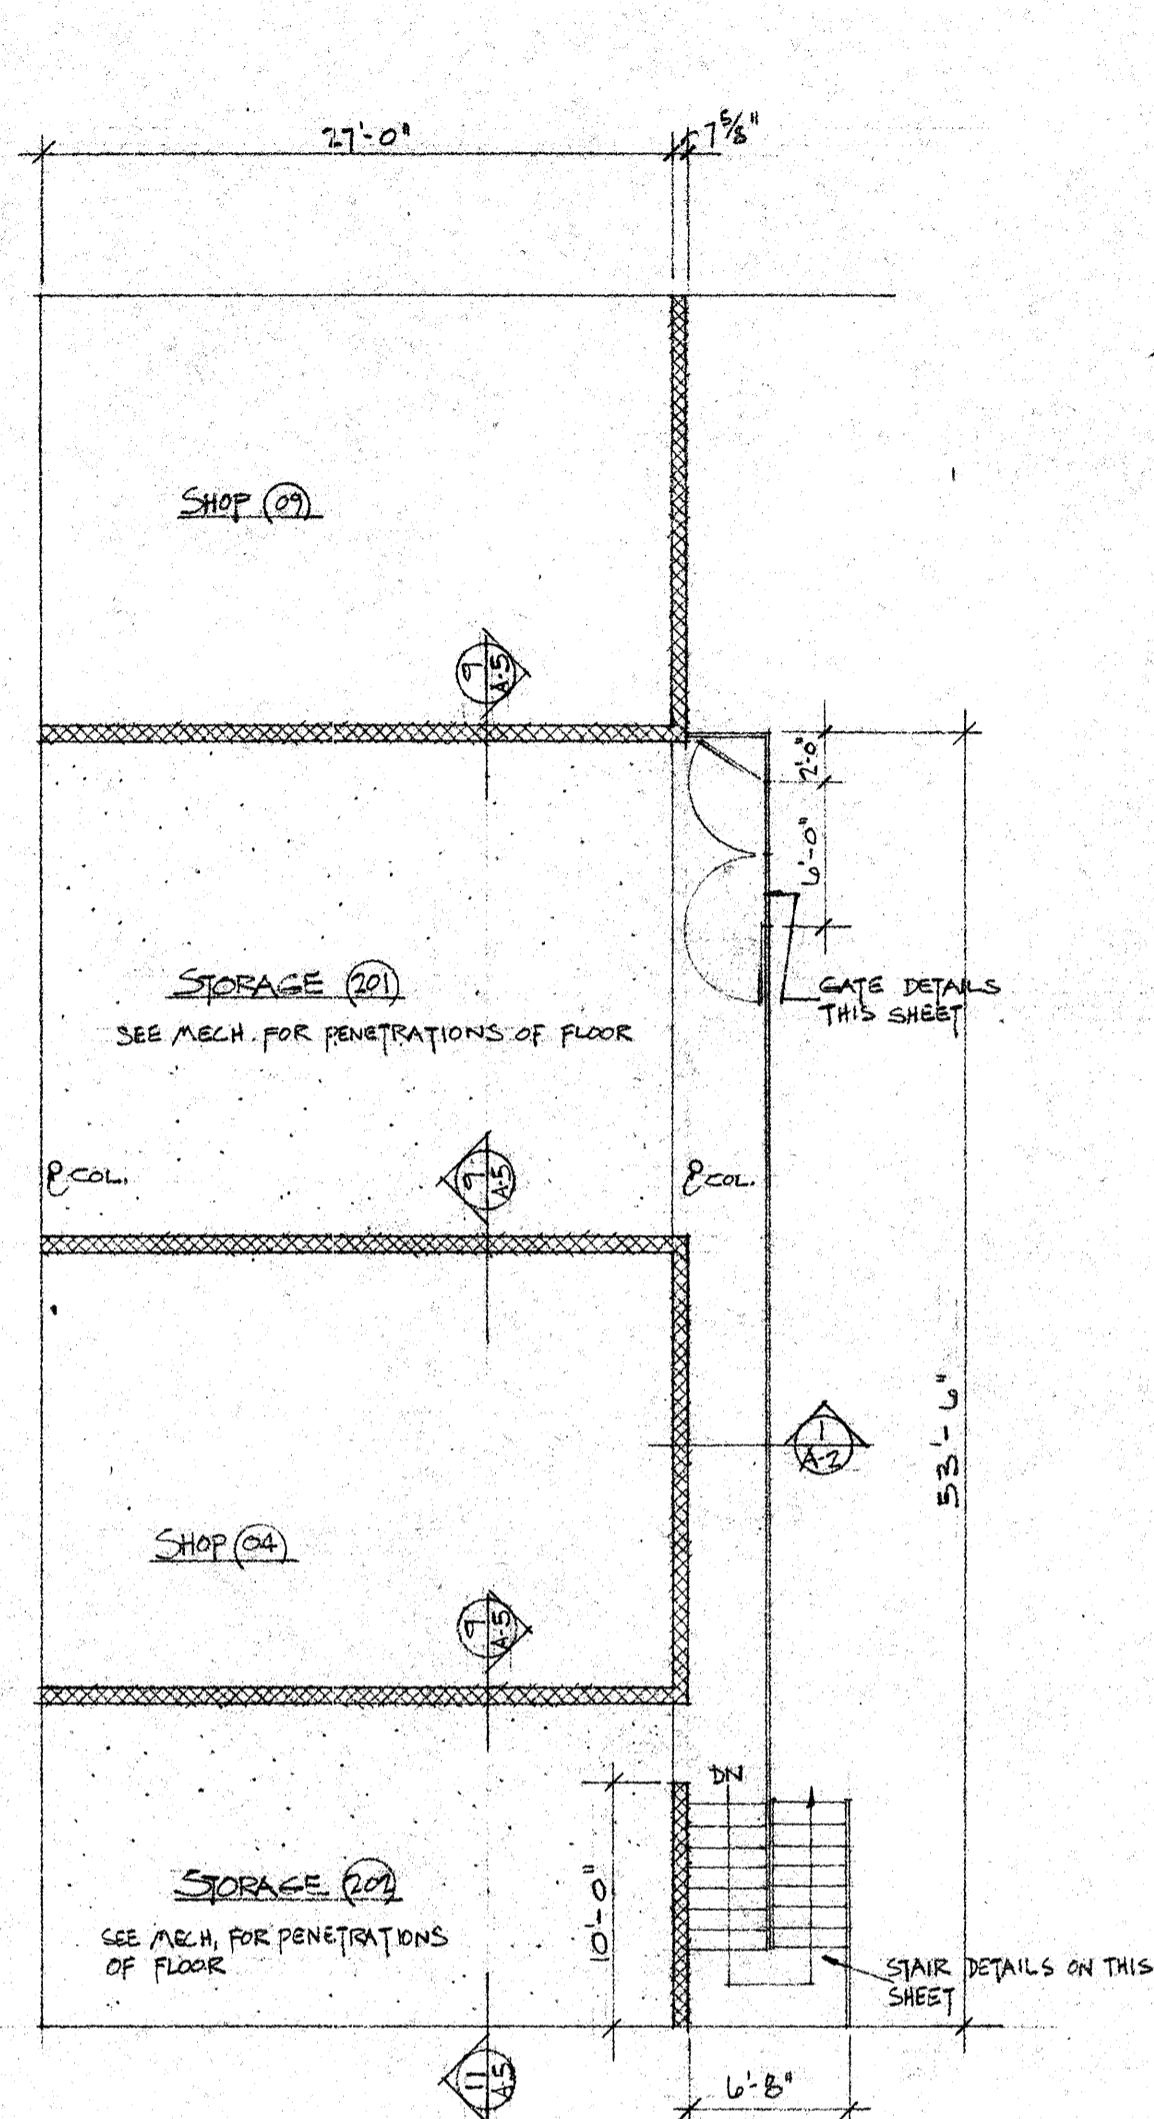 27'-0"
7 5/8"
SHOP 09
9
A-5
2'-0"
6'-0"
STORAGE 201
SEE MECH. FOR PENETRATIONS OF FLOOR
GATE DETAILS
THIS SHEET
COL.
9
A-5
COL.
53'-6"
1
A-2
SHOP 04
9
A-5
DN
10'-0"
STORAGE 202
SEE MECH, FOR PENETRATIONS
OF FLOOR
STAIR DETAILS ON THIS
SHEET
11
A-5
6'-8"